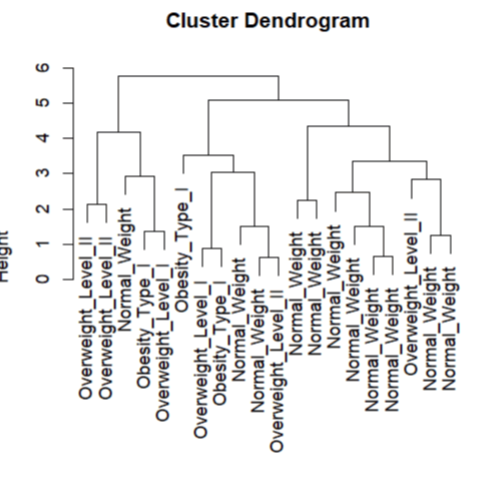 Cluster Dendrogram
Height
6
5
4
3
2
1
0
Overweight_Level_II
Overweight_Level_II
Normal_Weight
Obesity_Type_I
Overweight_Level_I
Obesity_Type_I
Overweight_Level_I
Obesity_Type_I
Normal_Weight
Normal_Weight
Overweight_Level_II
Normal_Weight
Normal_Weight
Normal_Weight
Normal_Weight
Normal_Weight
Normal_Weight
Overweight_Level_II
Normal_Weight
Normal_Weight